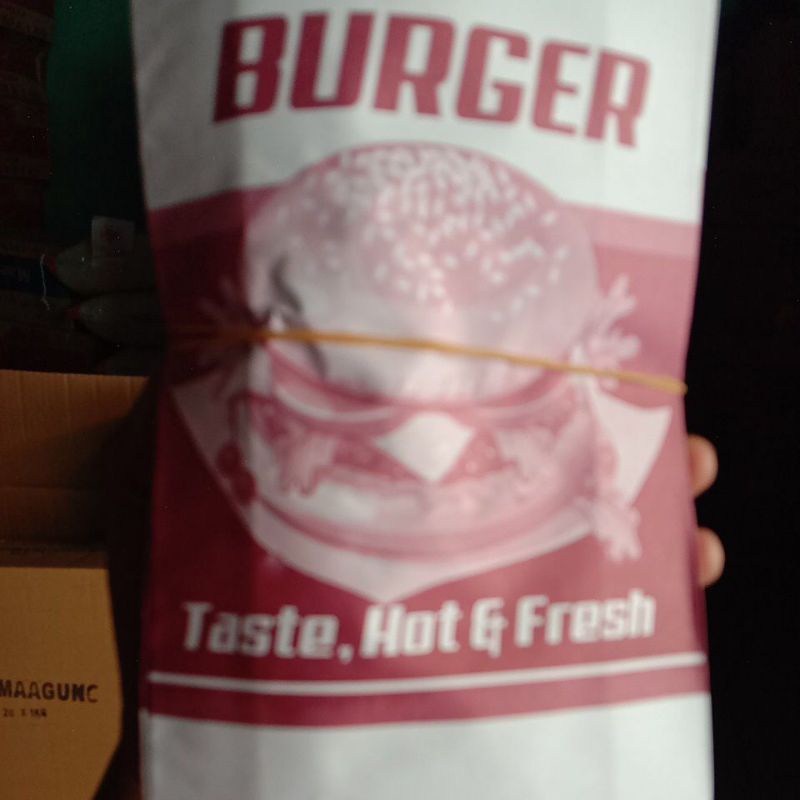 BURGER
Taste, Hot & Fresh
MAAGUNC